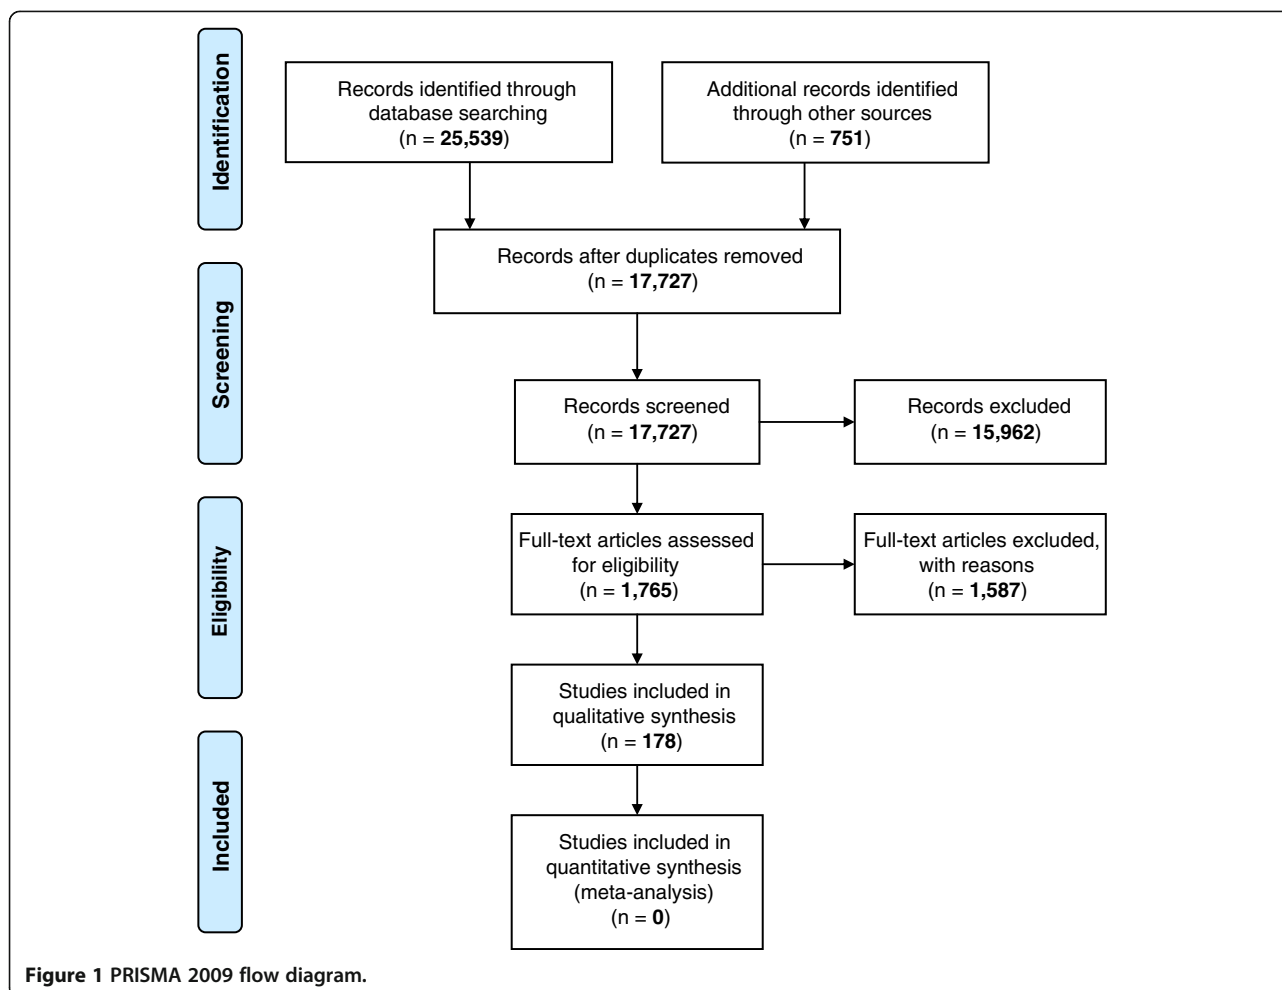 Identification
Records identified through
database searching
(n = 25,539)
Additional records identified
through other sources
(n = 751)
Records after duplicates removed
(n = 17,727)
Screening
Records screened
(n = 17,727)
Records excluded
(n = 15,962)
Eligibility
Full-text articles assessed
for eligibility
(n = 1,765)
Full-text articles excluded,
with reasons
(n = 1,587)
Studies included in
qualitative synthesis
(n = 178)
Included
Studies included in
quantitative synthesis
(meta-analysis)
(n = 0)
Figure 1 PRISMA 2009 flow diagram.